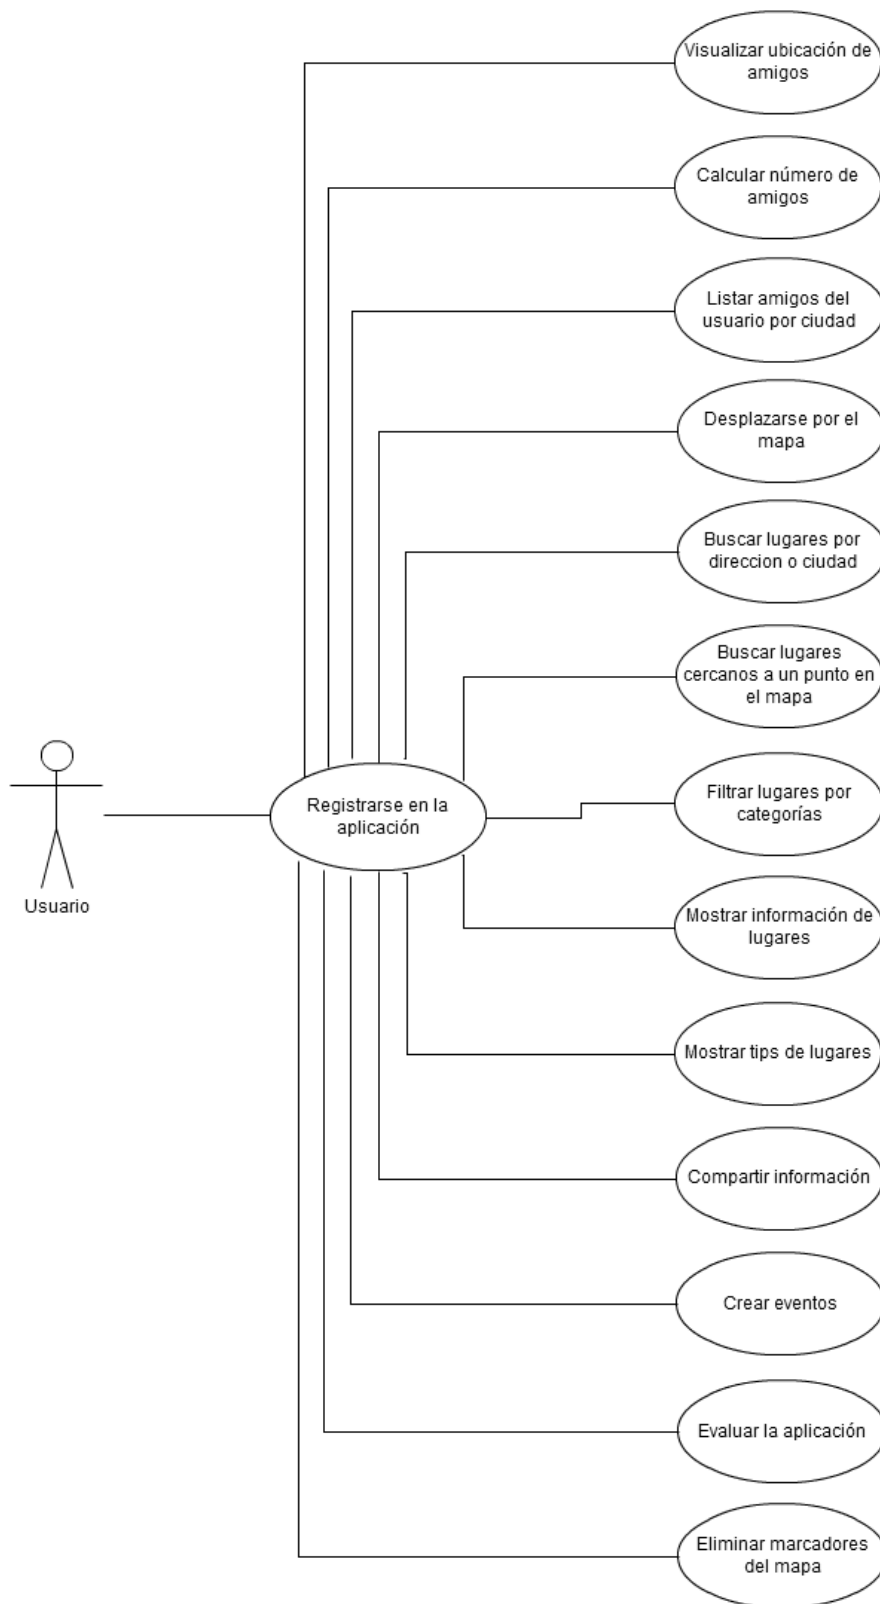 Visualizar ubicación de
amigos
Calcular número de
amigos
Listar amigos del
usuario por ciudad
Desplazarse por el
mapa
Buscar lugares por
direccion o ciudad
Buscar lugares
cercanos a un punto en
el mapa
Filtrar lugares por
categorías
Registrarse en la
aplicación
Usuario
Mostrar información de
lugares
Mostrar tips de lugares
Compartir información
Crear eventos
Evaluar la aplicación
Eliminar marcadores
del mapa